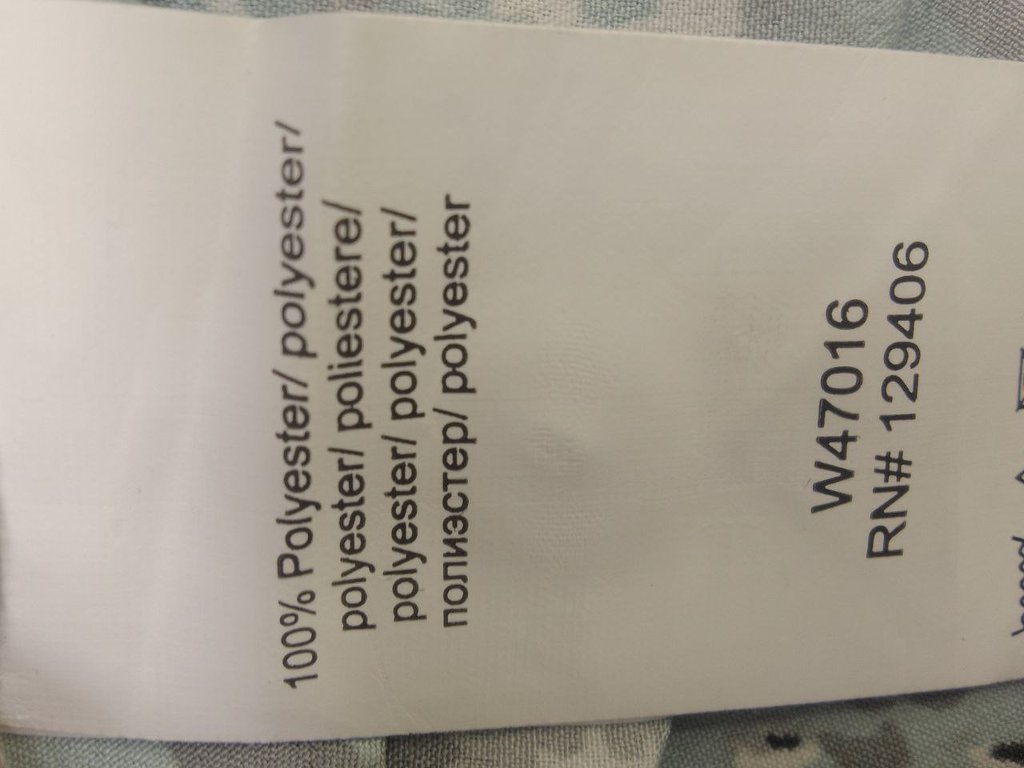 100% Polyester/ polyester/
polyester/ poliestere/
polyester/ polyester/
полиэстер/ polyester
W47016
RN# 129406